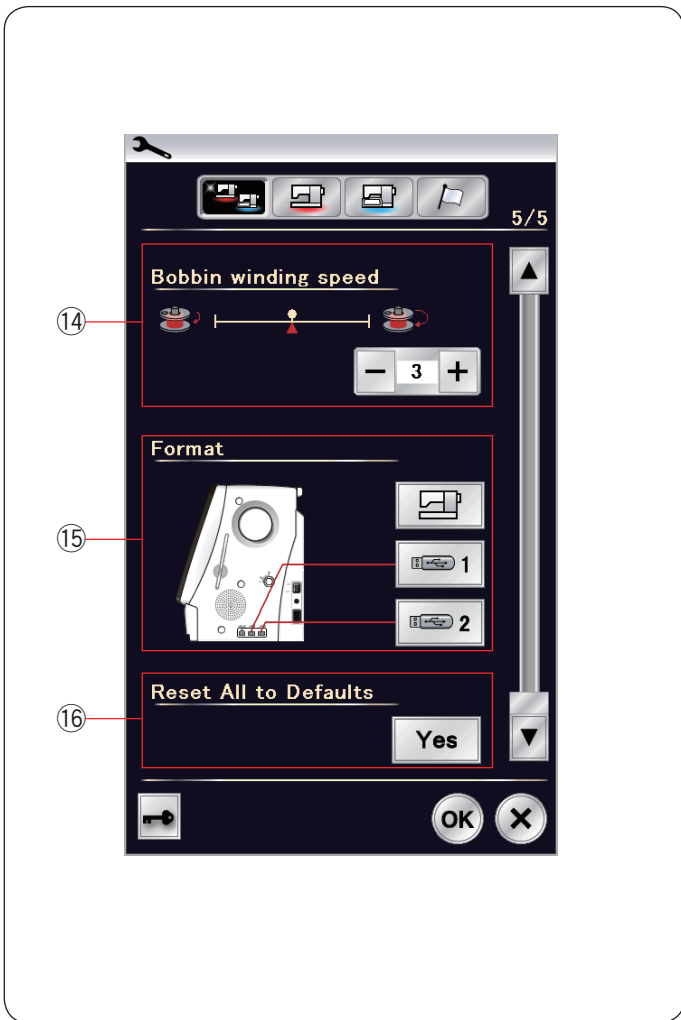 5/5
⑭
Bobbin winding speed
− 3 +
⑮
Format
1
2
⑯
Reset All to Defaults
Yes
OK